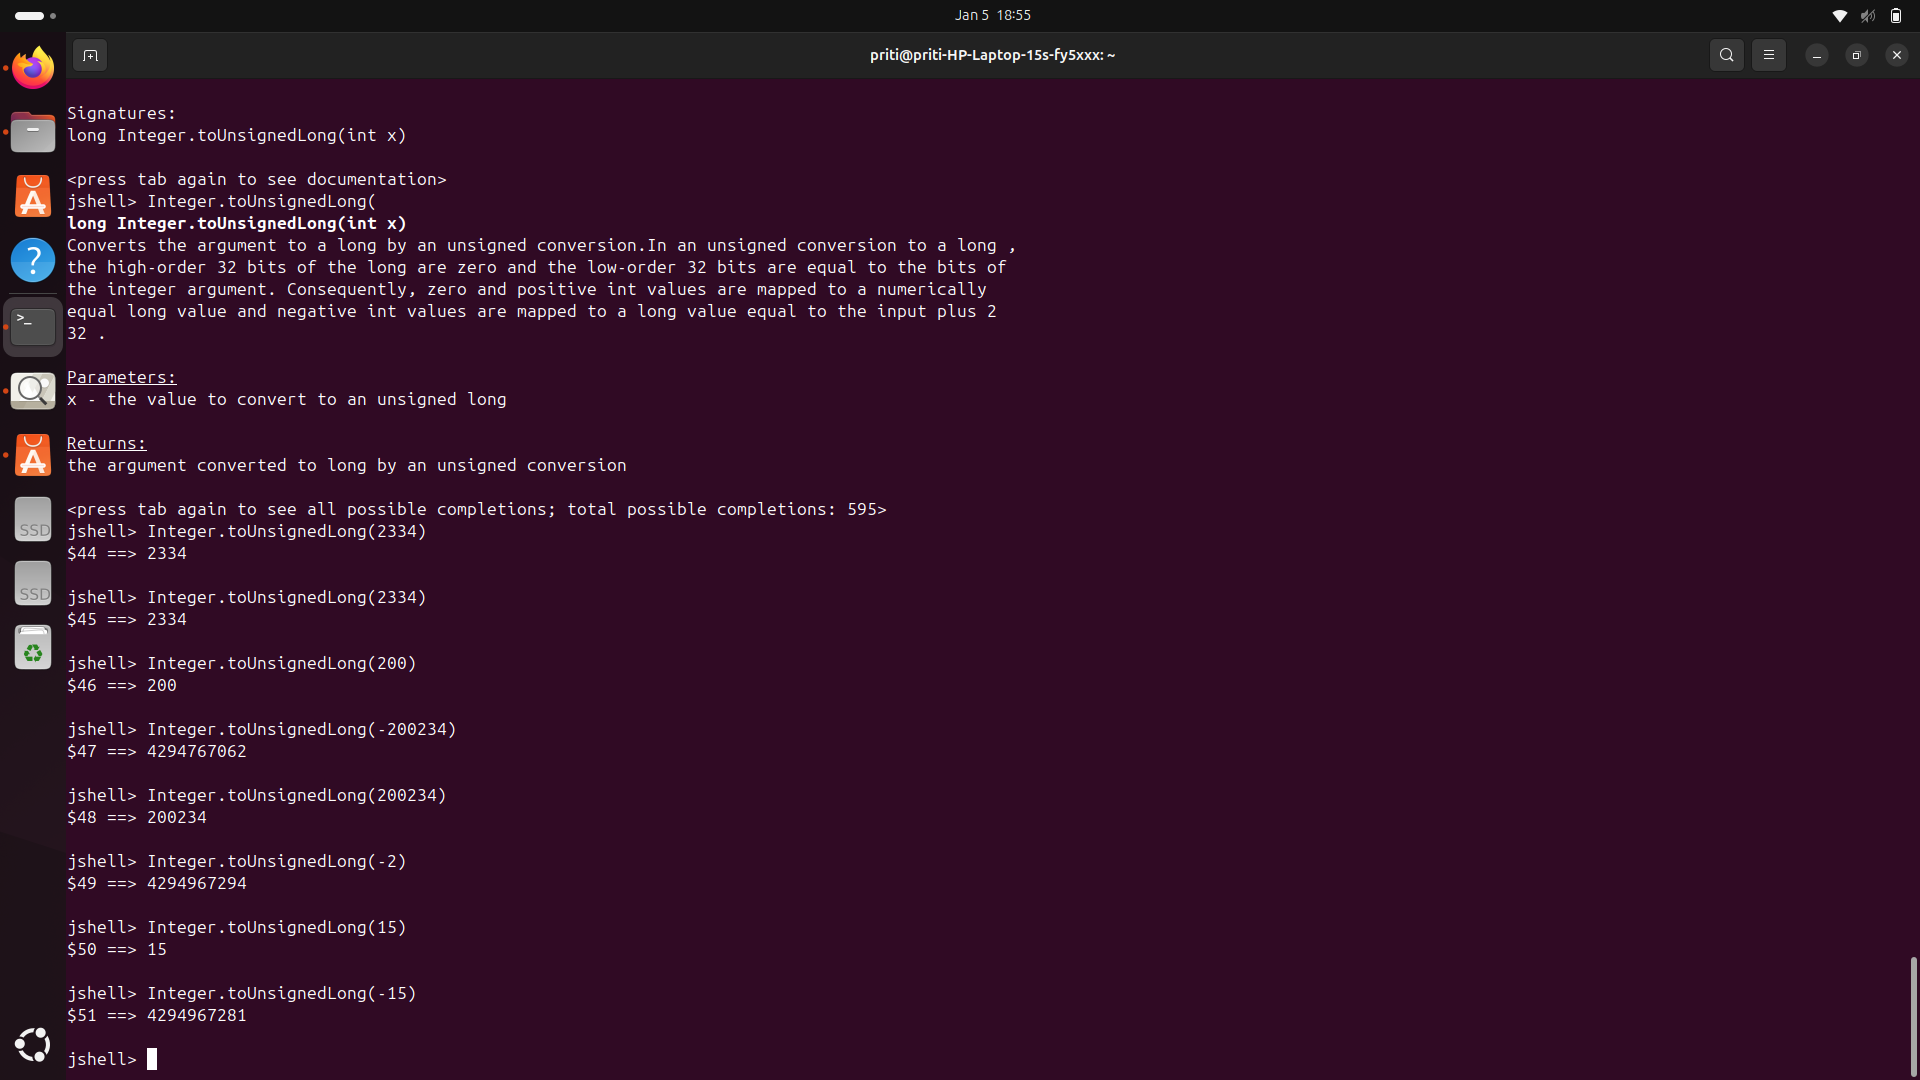 Jan 5 18:55
priti@priti-HP-Laptop-15s-fy5xxx: ~
Signatures:
long Integer.toUnsignedLong(int x)
<press tab again to see documentation>
jshell> Integer.toUnsignedLong(
long Integer.toUnsignedLong(int x)
Converts the argument to a long by an unsigned conversion.In an unsigned conversion to a long ,
the high-order 32 bits of the long are zero and the low-order 32 bits are equal to the bits of
the integer argument. Consequently, zero and positive int values are mapped to a numerically
equal long value and negative int values are mapped to a long value equal to the input plus 2
32 .
Parameters:
x - the value to convert to an unsigned long
Returns:
the argument converted to long by an unsigned conversion
<press tab again to see all possible completions; total possible completions: 595>
jshell> Integer.toUnsignedLong(2334)
$44 ==> 2334
jshell> Integer.toUnsignedLong(2334)
$45 ==> 2334
jshell> Integer.toUnsignedLong(200)
$46 ==> 200
jshell> Integer.toUnsignedLong(-200234)
$47 ==> 4294767062
jshell> Integer.toUnsignedLong(200234)
$48 ==> 200234
jshell> Integer.toUnsignedLong(-2)
$49 ==> 4294967294
jshell> Integer.toUnsignedLong(15)
$50 ==> 15
jshell> Integer.toUnsignedLong(-15)
$51 ==> 4294967281
jshell>
SSD
SSD